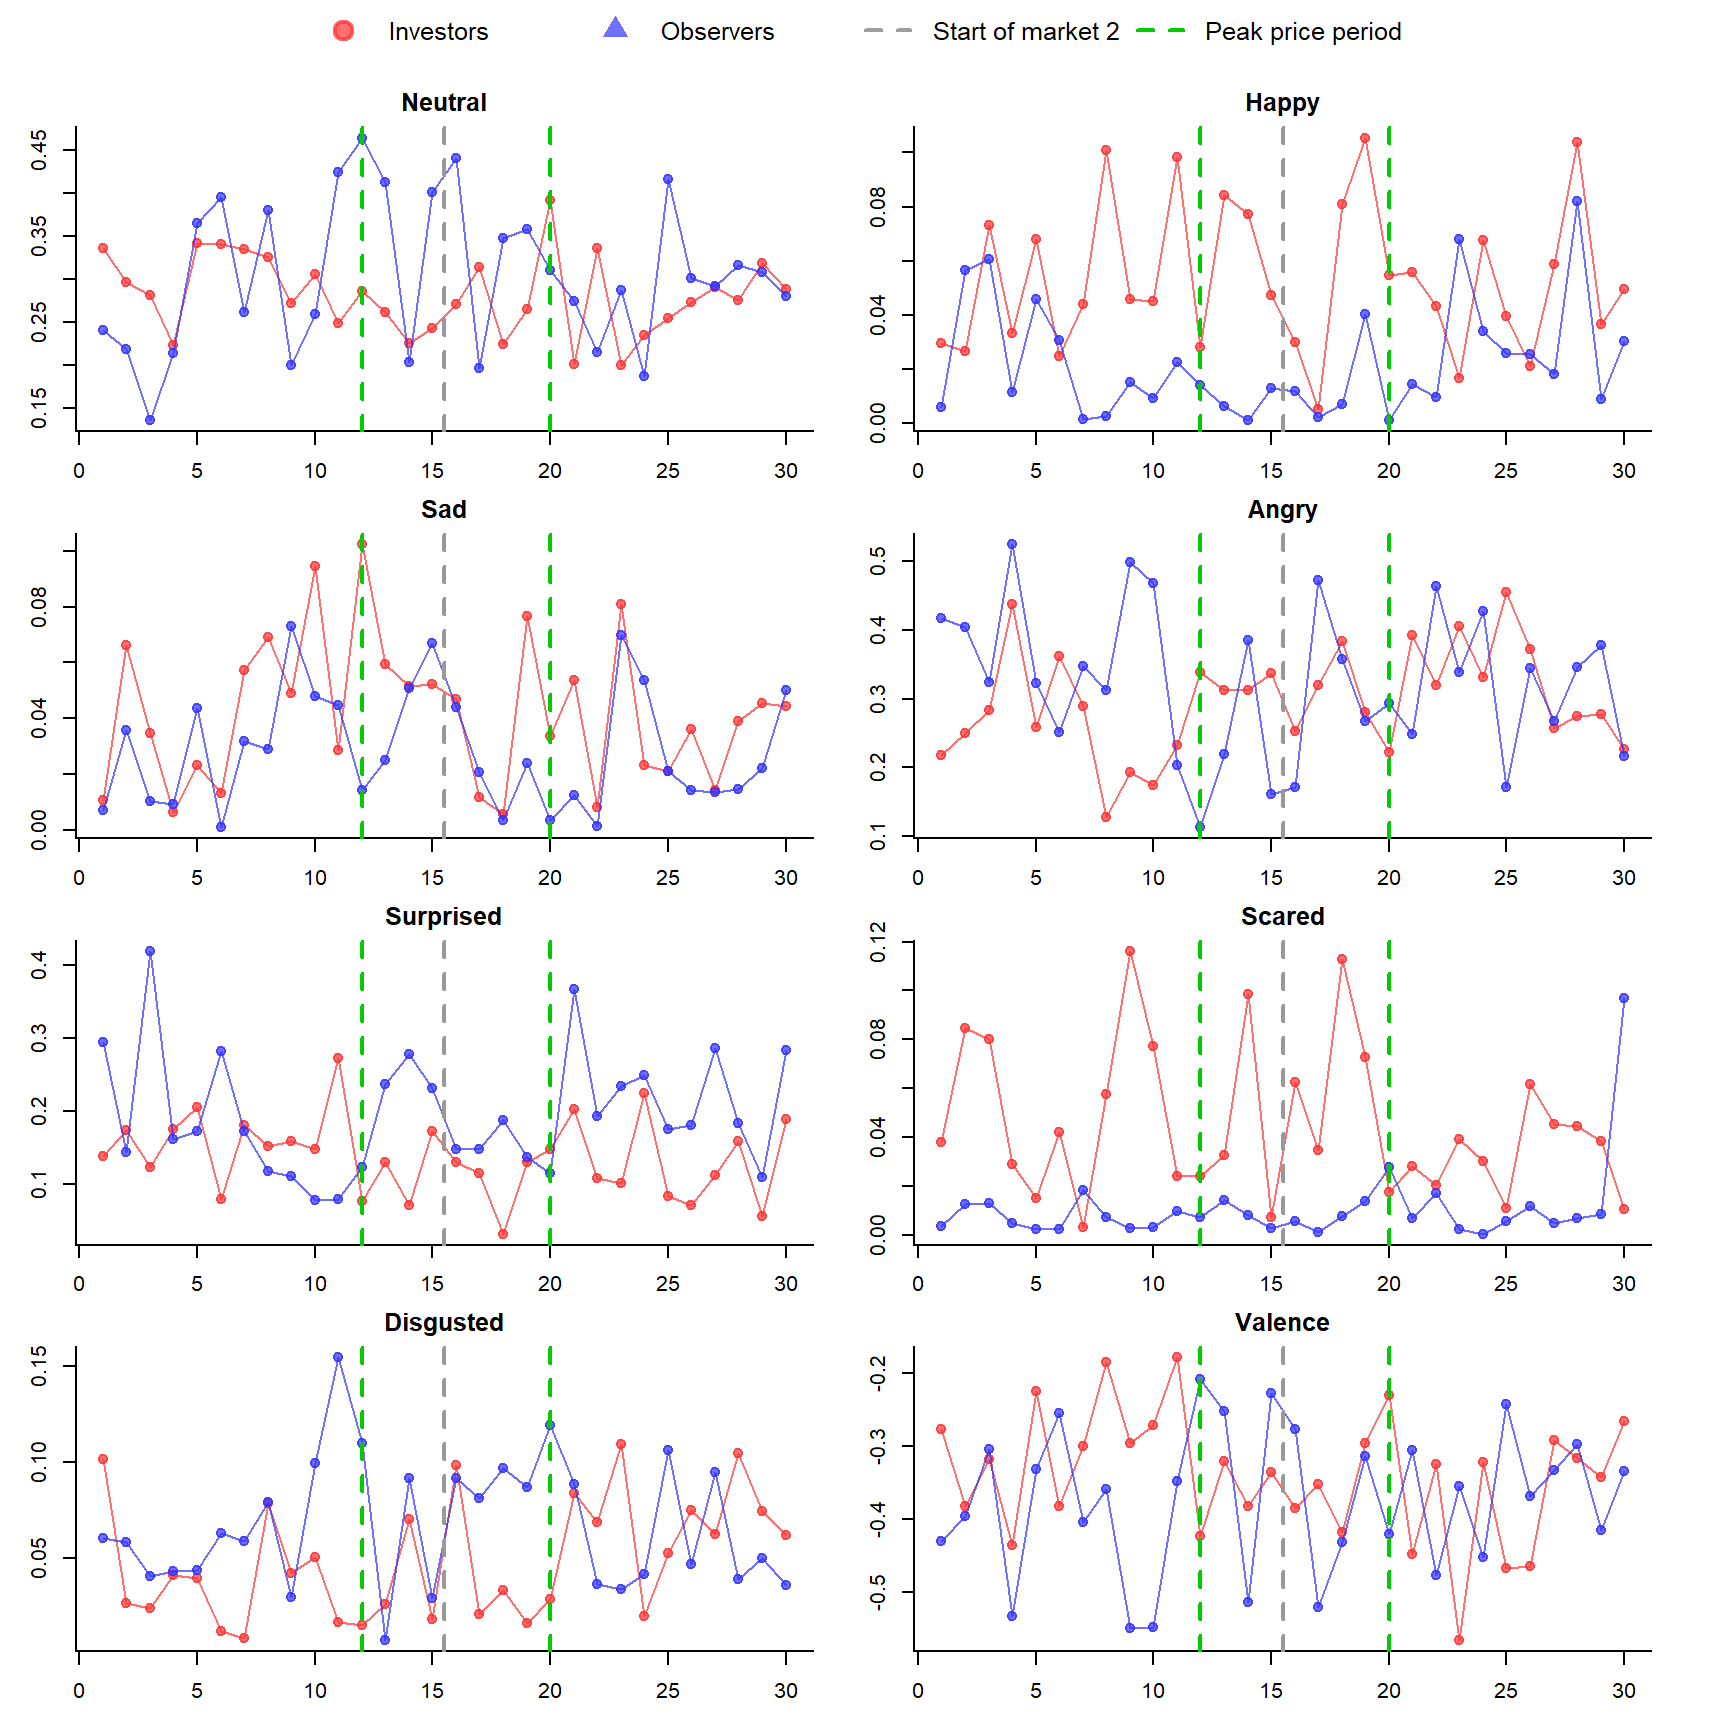 Investors Observers Start of market 2 Peak price period
Neutral
0.15 0.25 0.35 0.45
0 5 10 15 20 25 30
Happy
0.00 0.04 0.08
0 5 10 15 20 25 30
Sad
0.00 0.04 0.08
0 5 10 15 20 25 30
Angry
0.1 0.2 0.3 0.4 0.5
0 5 10 15 20 25 30
Surprised
0.1 0.2 0.3 0.4
0 5 10 15 20 25 30
Scared
0.00 0.04 0.08 0.12
0 5 10 15 20 25 30
Disgusted
0.05 0.10 0.15
0 5 10 15 20 25 30
Valence
-0.5 -0.4 -0.3 -0.2
0 5 10 15 20 25 30